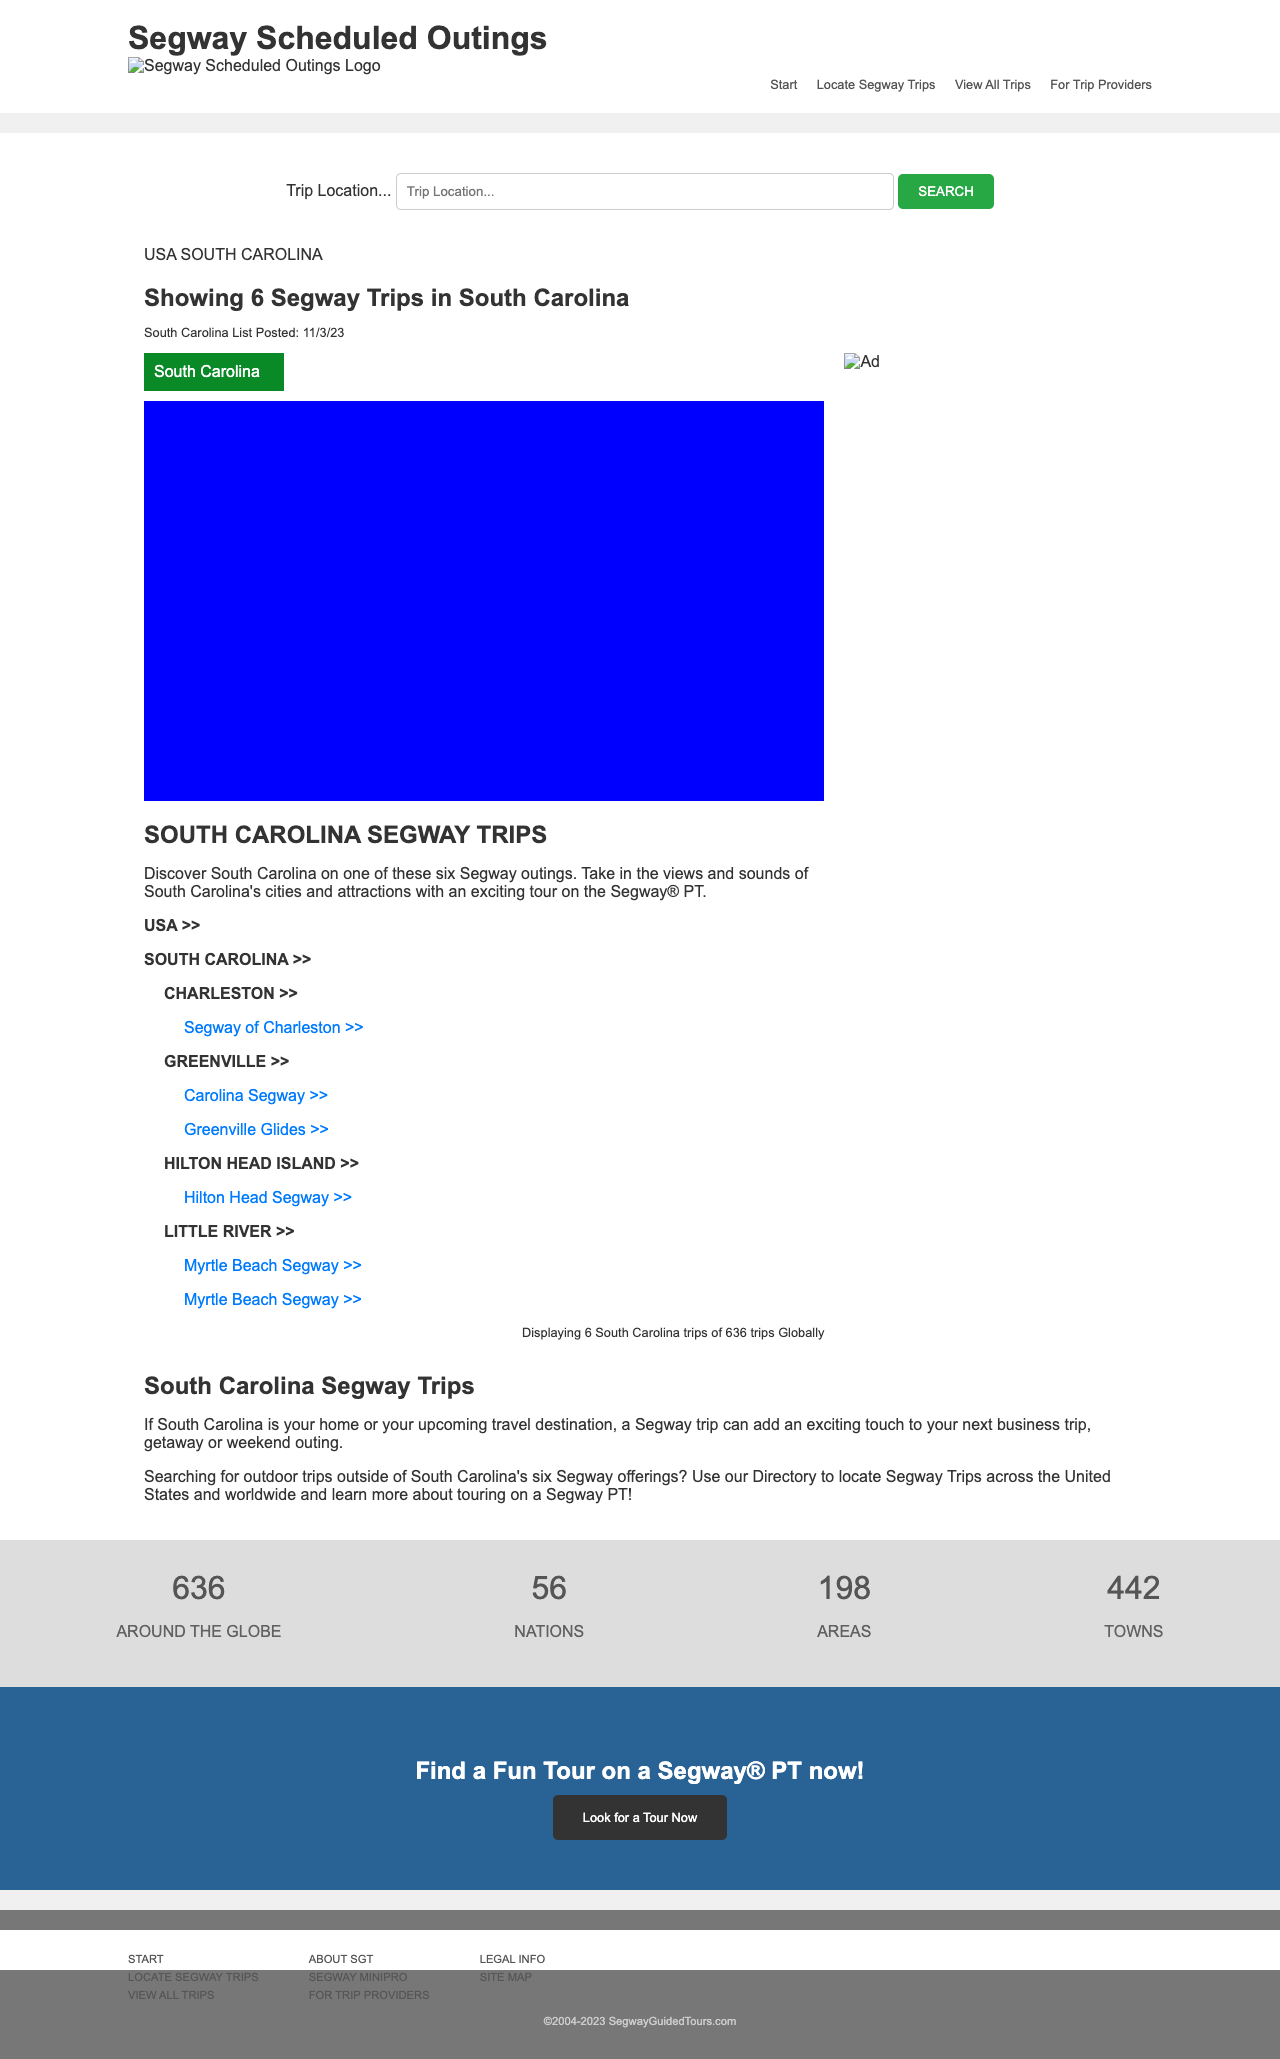 Segway Scheduled Outings
Segway Scheduled Outings Logo
Start Locate Segway Trips View All Trips For Trip Providers
Trip Location... Trip Location... SEARCH
USA SOUTH CAROLINA
Showing 6 Segway Trips in South Carolina
South Carolina List Posted: 11/3/23
South Carolina
Ad
SOUTH CAROLINA SEGWAY TRIPS
Discover South Carolina on one of these six Segway outings. Take in the views and sounds of
South Carolina's cities and attractions with an exciting tour on the Segway® PT.
USA >>
SOUTH CAROLINA >>
CHARLESTON >>
Segway of Charleston >>
GREENVILLE >>
Carolina Segway >>
Greenville Glides >>
HILTON HEAD ISLAND >>
Hilton Head Segway >>
LITTLE RIVER >>
Myrtle Beach Segway >>
Myrtle Beach Segway >>
Displaying 6 South Carolina trips of 636 trips Globally
South Carolina Segway Trips
If South Carolina is your home or your upcoming travel destination, a Segway trip can add an exciting touch to your next business trip,
getaway or weekend outing.
Searching for outdoor trips outside of South Carolina's six Segway offerings? Use our Directory to locate Segway Trips across the United
States and worldwide and learn more about touring on a Segway PT!
636 56 198 442
AROUND THE GLOBE NATIONS AREAS TOWNS
Find a Fun Tour on a Segway® PT now!
Look for a Tour Now
START ABOUT SGT LEGAL INFO
LOCATE SEGWAY TRIPS SEGWAY MINIPRO SITE MAP
VIEW ALL TRIPS FOR TRIP PROVIDERS
©2004-2023 SegwayGuidedTours.com